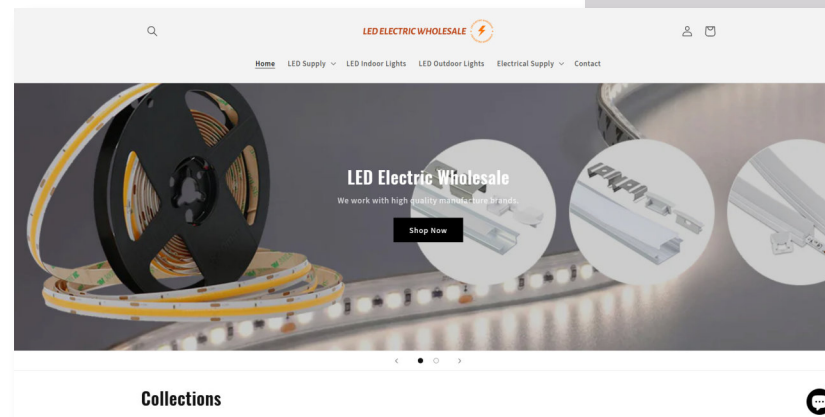 LED ELECTRIC WHOLESALE
Home LED Supply LED Indoor Lights LED Outdoor Lights Electrical Supply Contact
LED Electric Wholesale
We work with high quality manufacture brands.
Shop Now
Collections